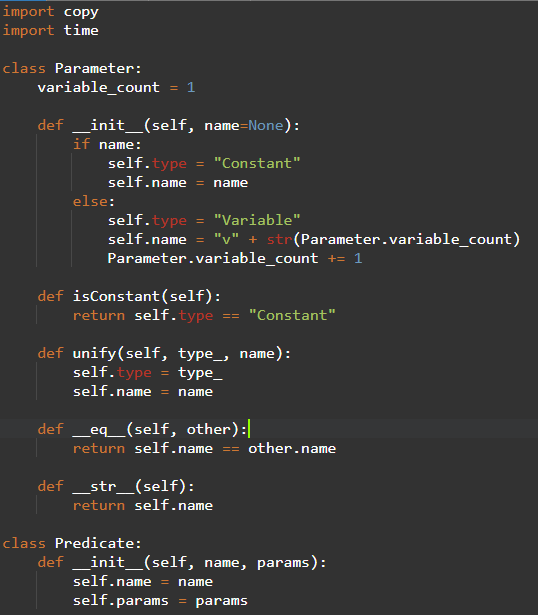 import copy
import time
class Parameter:
    variable_count = 1
    def __init__(self, name=None):
        if name:
            self.type = "Constant"
            self.name = name
        else:
            self.type = "Variable"
            self.name = "v" + str(Parameter.variable_count)
            Parameter.variable_count += 1
    def isConstant(self):
        return self.type == "Constant"
    def unify(self, type_, name):
        self.type = type_
        self.name = name
    def __eq__(self, other):
        return self.name == other.name
    def __str__(self):
        return self.name
class Predicate:
    def __init__(self, name, params):
        self.name = name
        self.params = params